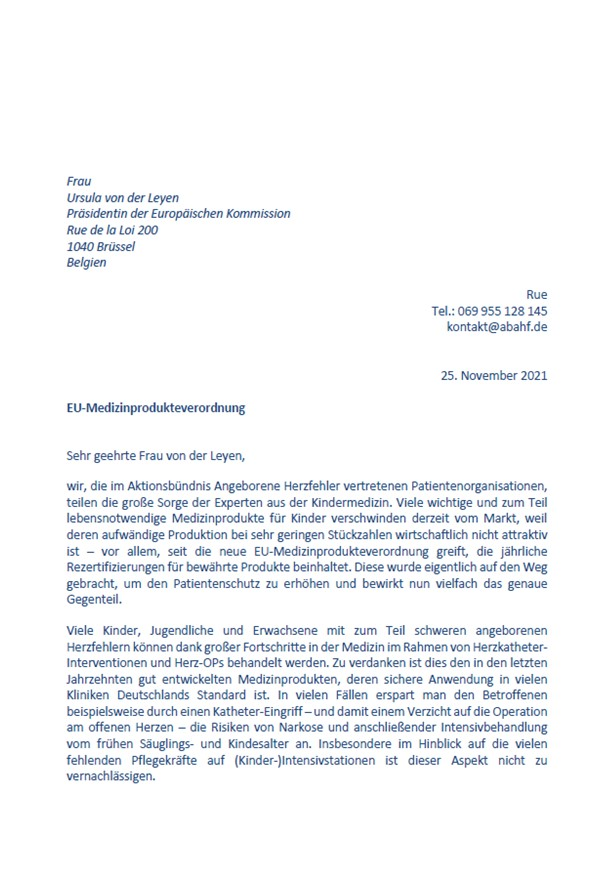 Frau
Ursula von der Leyen
Präsidentin der Europäischen Kommission
Rue de la Loi 200
1040 Brüssel
Belgien
Rue
Tel.: 069 955 128 145
kontakt@abahf.de
25. November 2021
EU-Medizinprodukteverordnung
Sehr geehrte Frau von der Leyen,
wir, die im Aktionsbündnis Angeborene Herzfehler vertretenen Patientenorganisationen,
teilen die große Sorge der Experten aus der Kindermedizin. Viele wichtige und zum Teil
lebensnotwendige Medizinprodukte für Kinder verschwinden derzeit vom Markt, weil
deren aufwändige Produktion bei sehr geringen Stückzahlen wirtschaftlich nicht attraktiv
ist – vor allem, seit die neue EU-Medizinprodukteverordnung greift, die jährliche
Rezertifizierungen für bewährte Produkte beinhaltet. Diese wurde eigentlich auf den Weg
gebracht, um den Patientenschutz zu erhöhen und bewirkt nun vielfach das genaue
Gegenteil.
Viele Kinder, Jugendliche und Erwachsene mit zum Teil schweren angeborenen
Herzfehlern können dank großer Fortschritte in der Medizin im Rahmen von Herzkatheter-
Interventionen und Herz-OPs behandelt werden. Zu verdanken ist dies den in den letzten
Jahrzehnten gut entwickelten Medizinprodukten, deren sichere Anwendung in vielen
Kliniken Deutschlands Standard ist. In vielen Fällen erspart man den Betroffenen
beispielsweise durch einen Katheter-Eingriff – und damit einem Verzicht auf die Operation
am offenen Herzen – die Risiken von Narkose und anschließender Intensivbehandlung
vom frühen Säuglings- und Kindesalter an. Insbesondere im Hinblick auf die vielen
fehlenden Pflegekräfte auf (Kinder-)Intensivstationen ist dieser Aspekt nicht zu
vernachlässigen.